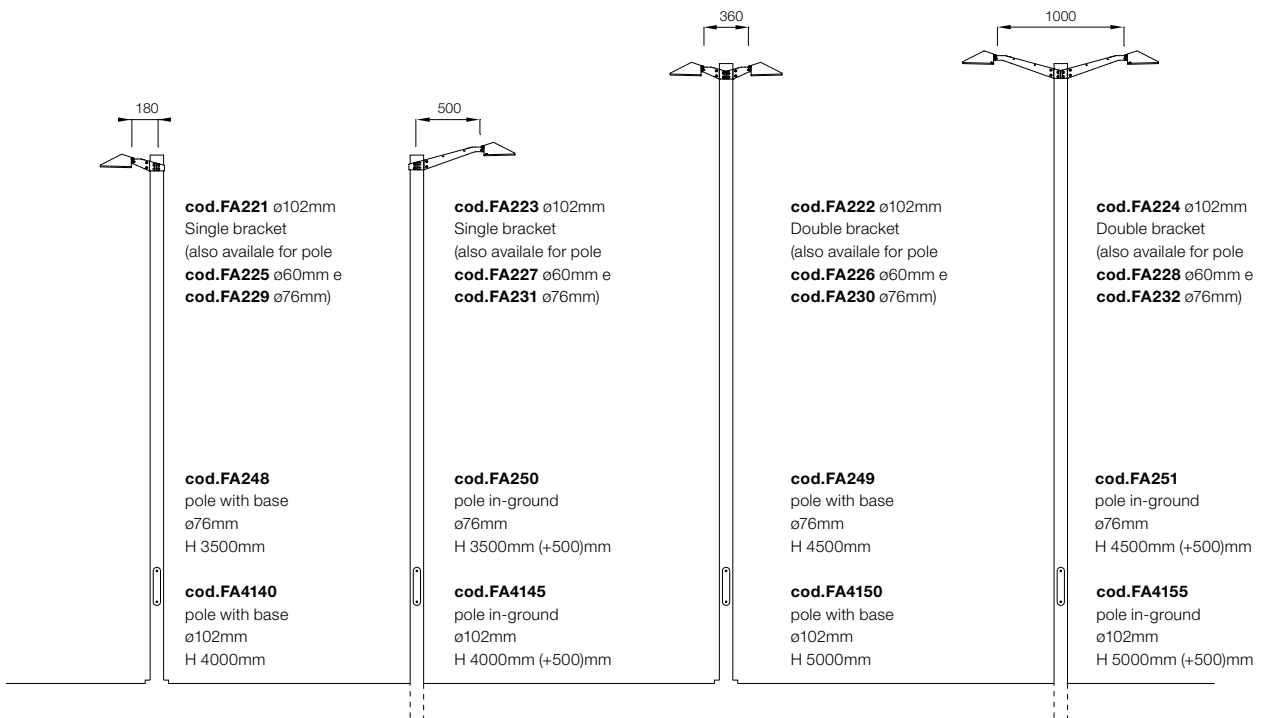 360
1000
180
500
cod.FA221 ø102mm
Single bracket
(also availale for pole
cod.FA225 ø60mm e
cod.FA229 ø76mm)
cod.FA223 ø102mm
Single bracket
(also availale for pole
cod.FA227 ø60mm e
cod.FA231 ø76mm)
cod.FA222 ø102mm
Double bracket
(also availale for pole
cod.FA226 ø60mm e
cod.FA230 ø76mm)
cod.FA224 ø102mm
Double bracket
(also availale for pole
cod.FA228 ø60mm e
cod.FA232 ø76mm)
cod.FA248
pole with base
ø76mm
H 3500mm
cod.FA250
pole in-ground
ø76mm
H 3500mm (+500)mm
cod.FA249
pole with base
ø76mm
H 4500mm
cod.FA251
pole in-ground
ø76mm
H 4500mm (+500)mm
cod.FA4140
pole with base
ø102mm
H 4000mm
cod.FA4145
pole in-ground
ø102mm
H 4000mm (+500)mm
cod.FA4150
pole with base
ø102mm
H 5000mm
cod.FA4155
pole in-ground
ø102mm
H 5000mm (+500)mm